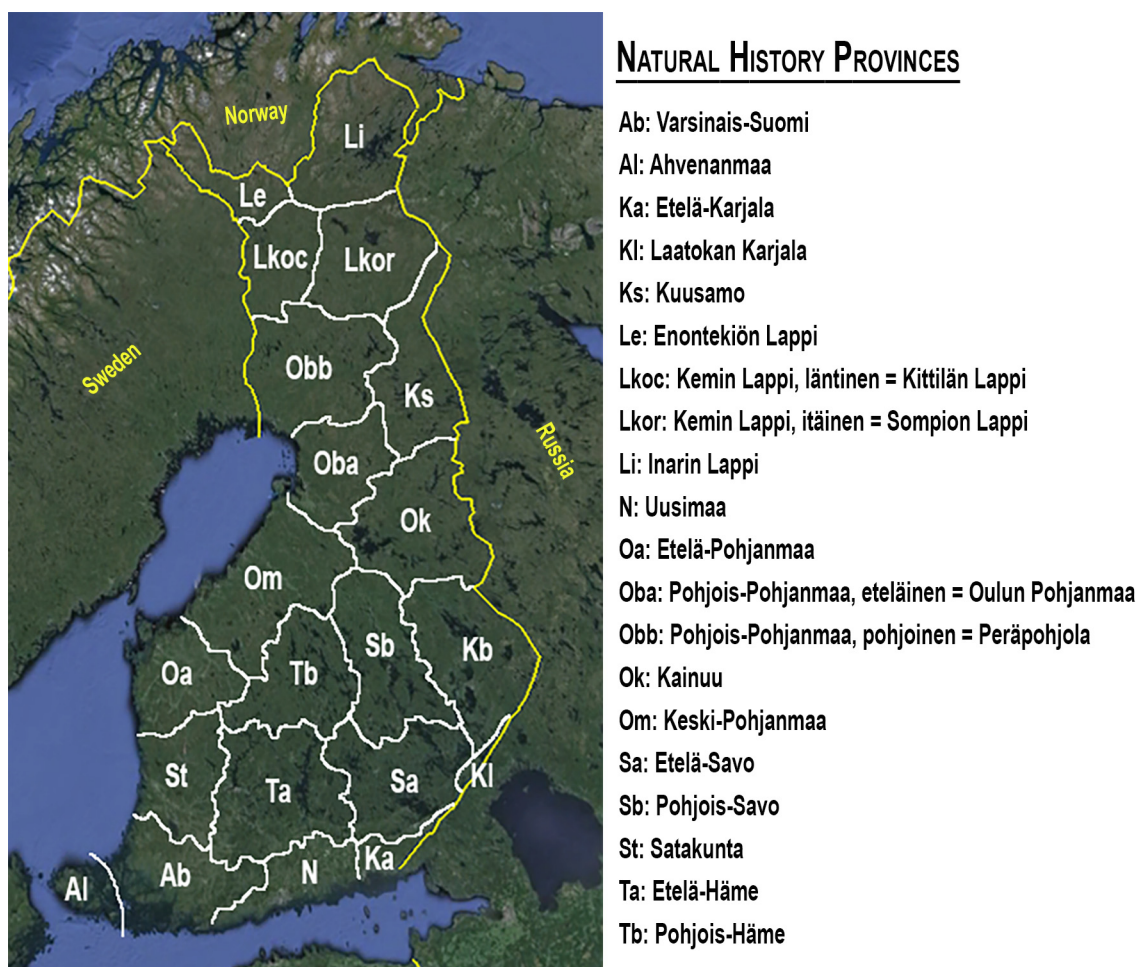 NATURAL HISTORY PROVINCES
Norway
Li
Le
Lkoc
Lkor
Sweden
Obb
Ks
Russia
Oba
Ok
Om
Sb
Kb
Oa
Tb
St
Ta
Sa
Kl
Al
Ab
N
Ka
Ab: Varsinais-Suomi
Al: Ahvenanmaa
Ka: Etelä-Karjala
Kl: Laatokan Karjala
Ks: Kuusamo
Le: Enontekiön Lappi
Lkoc: Kemin Lappi, läntinen = Kittilän Lappi
Lkor: Kemin Lappi, itäinen = Sompion Lappi
Li: Inarin Lappi
N: Uusimaa
Oa: Etelä-Pohjanmaa
Oba: Pohjois-Pohjanmaa, eteläinen = Oulun Pohjanmaa
Obb: Pohjois-Pohjanmaa, pohjoinen = Peräpohjola
Ok: Kainuu
Om: Keski-Pohjanmaa
Sa: Etelä-Savo
Sb: Pohjois-Savo
St: Satakunta
Ta: Etelä-Häme
Tb: Pohjois-Häme